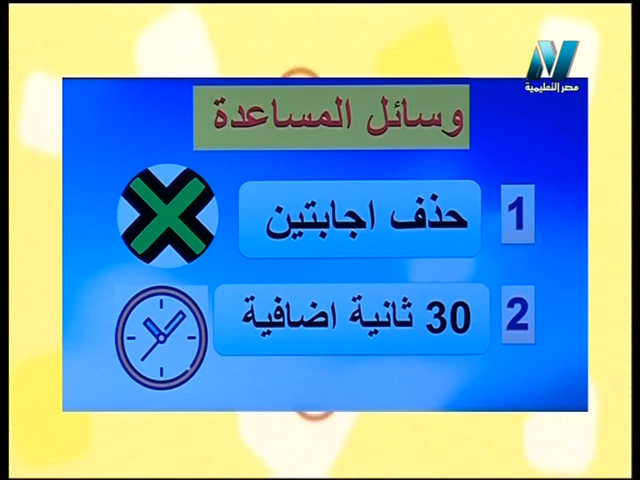 مصر التعليمية
وسائل المساعدة
1 حذف اجابتين
2 30 ثانية اضافية